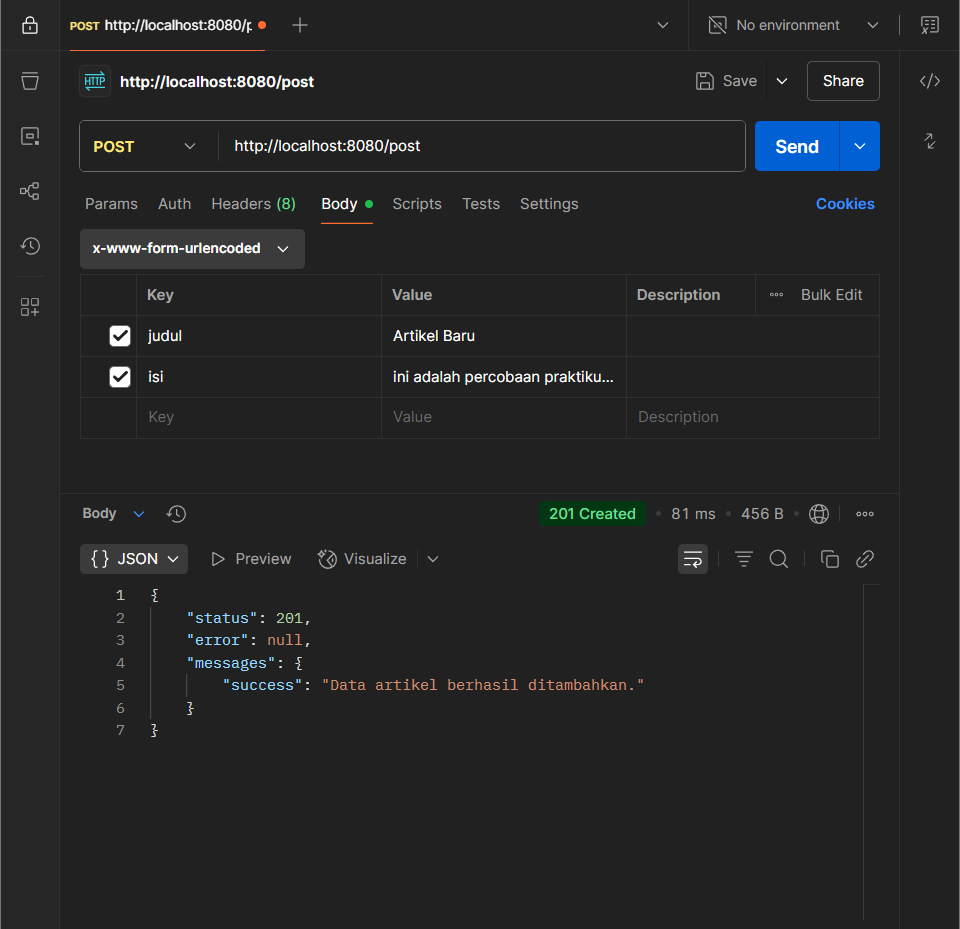 POST http://localhost:8080/p
No environment
HTTP http://localhost:8080/post
Save
Share
POST
http://localhost:8080/post
Send
Params Auth Headers (8) Body Scripts Tests Settings
Cookies
x-www-form-urlencoded
Key Value Description Bulk Edit
judul Artikel Baru
isi ini adalah percobaan praktiku...
Key Value Description
Body
201 Created • 81 ms • 456 B
{} JSON Preview Visualize
1 {
2 "status": 201,
3 "error": null,
4 "messages": {
5 "success": "Data artikel berhasil ditambahkan."
6 }
7 }